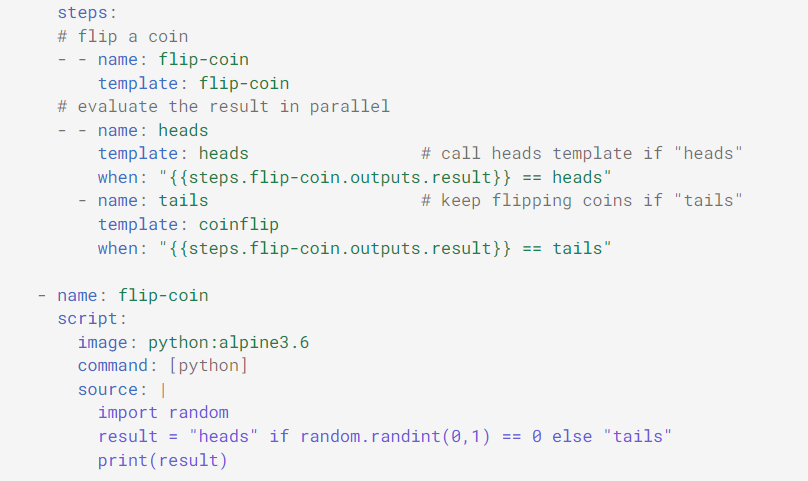 steps:
# flip a coin
- - name: flip-coin
template: flip-coin
# evaluate the result in parallel
- - name: heads
template: heads # call heads template if "heads"
when: "{{steps.flip-coin.outputs.result}} == heads"
- name: tails # keep flipping coins if "tails"
template: coinflip
when: "{{steps.flip-coin.outputs.result}} == tails"
- name: flip-coin
script:
image: python:alpine3.6
command: [python]
source: |
import random
result = "heads" if random.randint(0,1) == 0 else "tails"
print(result)